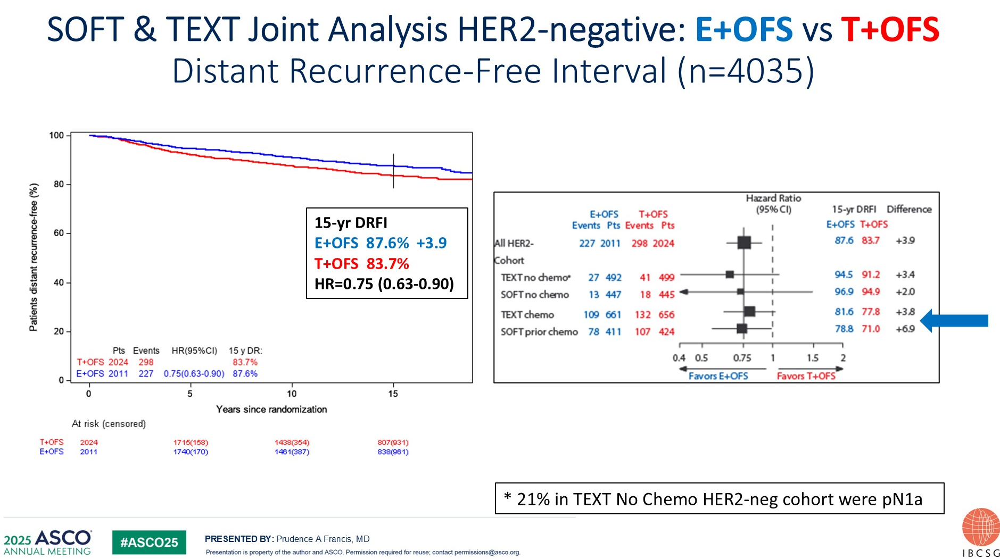 SOFT & TEXT Joint Analysis HER2-negative: E+OFS vs T+OFS
Distant Recurrence-Free Interval (n=4035)
Patients distant recurrence-free (%)
100
80
60
40
20
0
15-yr DRFI
E+OFS 87.6% +3.9
T+OFS 83.7%
HR=0.75 (0.63-0.90)
Pts Events HR(95%CI) 15 y DR:
T+OFS 2024 298 83.7%
E+OFS 2011 227 0.75(0.63-0.90) 87.6%
0 5 10 15
Years since randomization
At risk (censored)
T+OFS 2024 1715(158) 1438(354) 807(931)
E+OFS 2011 1740(170) 1461(387) 838(961)
Hazard Ratio
(95% CI) 15-yr DRFI Difference
E+OFS T+OFS
Events Pts Events Pts E+OFS T+OFS
All HER2- 227 2011 298 2024 87.6 83.7 +3.9
Cohort
TEXT no chemo* 27 492 41 499 94.5 91.2 +3.4
SOFT no chemo 13 447 18 445 96.9 94.9 +2.0
TEXT chemo 109 661 132 656 81.6 77.8 +3.8
SOFT prior chemo 78 411 107 424 78.8 71.0 +6.9
0.4 0.5 0.75 1 1.5 2
Favors E+OFS Favors T+OFS
* 21% in TEXT No Chemo HER2-neg cohort were pN1a
2025 ASCO®
ANNUAL MEETING
#ASCO25
PRESENTED BY: Prudence A Francis, MD
Presentation is property of the author and ASCO. Permission required for reuse; contact permissions@asco.org.
IBCSG